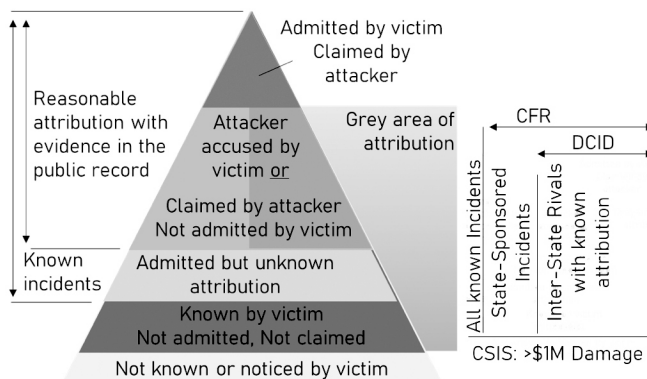 Admitted by victim
Claimed by
attacker
Reasonable
attribution with
evidence in the
public record
Attacker
accused by
victim or
Claimed by attacker
Not admitted by victim
Grey area of
attribution
Known
incidents
Admitted but unknown
attribution
Known by victim
Not admitted, Not claimed
Not known or noticed by victim
CFR
DCID
All known Incidents
State-Sponsored
Incidents
Inter-State Rivals
with known
attribution
CSIS: >$1M Damage